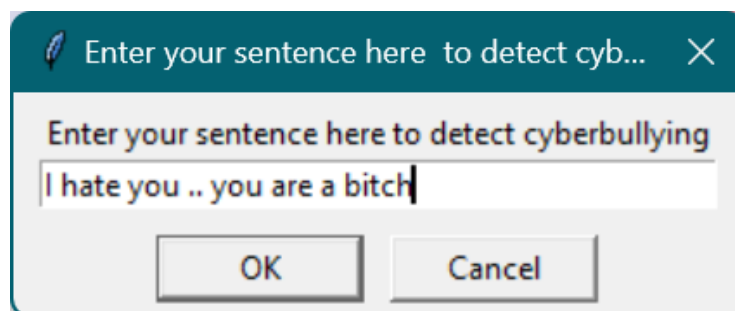 Enter your sentence here  to detect cyb...
Enter your sentence here to detect cyberbullying
I hate you .. you are a bitch
OK Cancel